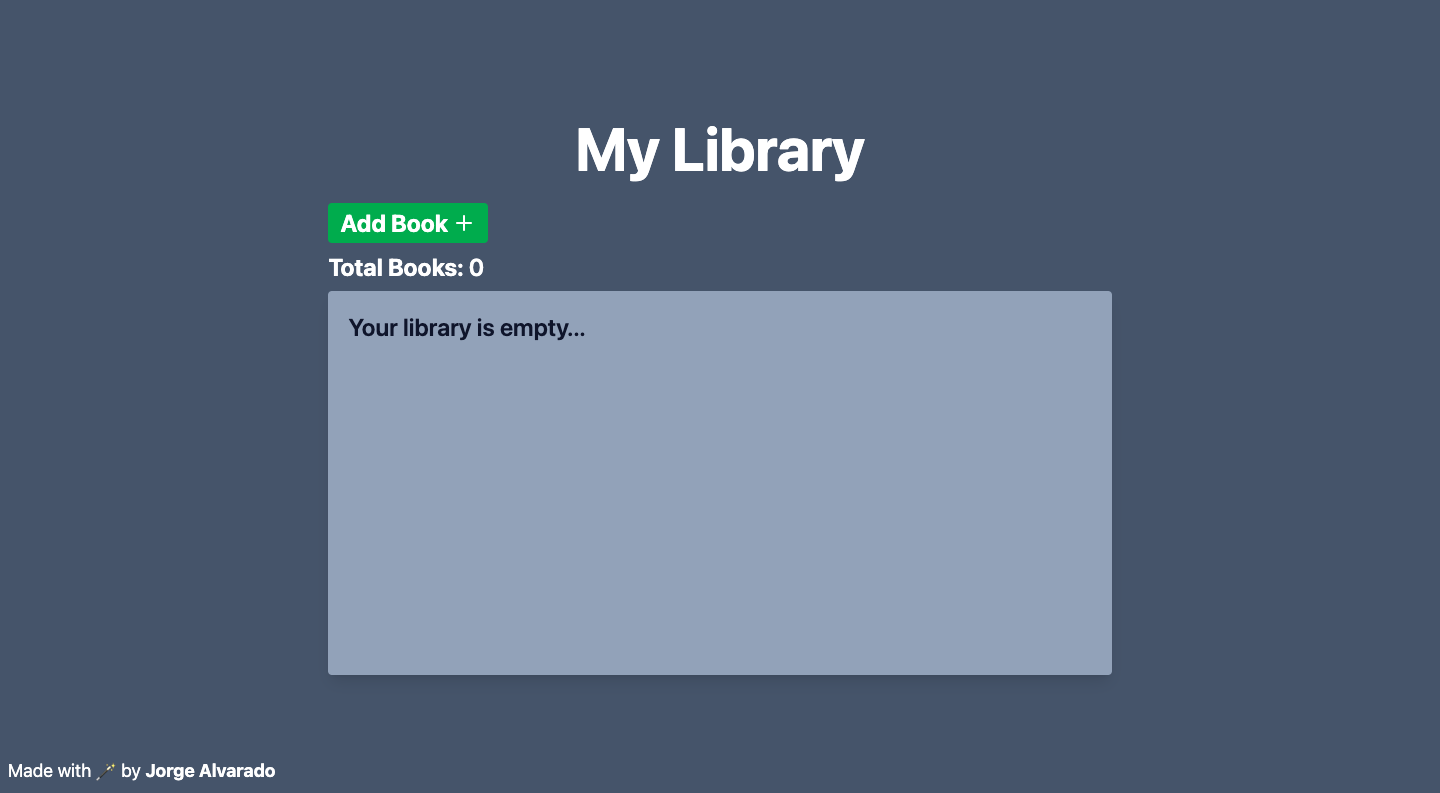 My Library
Add Book +
Total Books: 0
Your library is empty...
Made with 🪄 by Jorge Alvarado